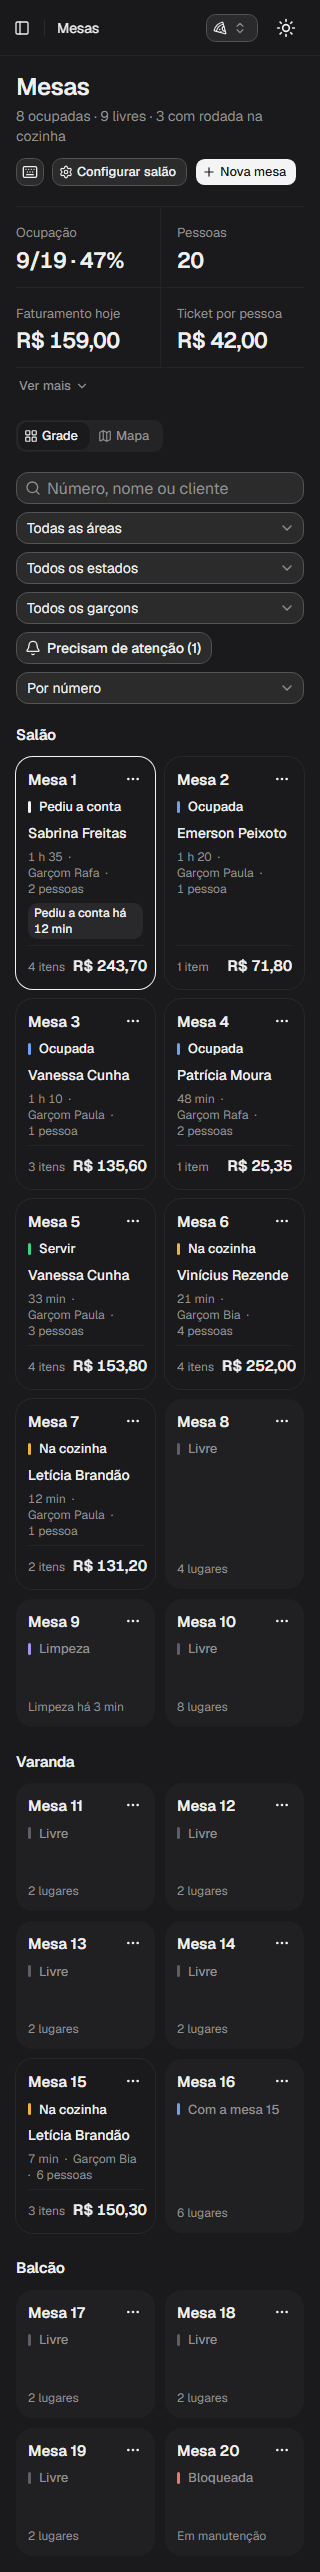 Mesas
Mesas
8 ocupadas · 9 livres · 3 com rodada na
cozinha
Configurar salão
Nova mesa
Ocupação
9/19 · 47%
Pessoas
20
Faturamento hoje
R$ 159,00
Ticket por pessoa
R$ 42,00
Ver mais
Grade
Mapa
Número, nome ou cliente
Todas as áreas
Todos os estados
Todos os garçons
Precisam de atenção (1)
Por número
Salão
Mesa 1
Pediu a conta
Sabrina Freitas
1 h 35 ·
Garçom Rafa ·
2 pessoas
Pediu a conta há
12 min
4 itens R$ 243,70
Mesa 2
Ocupada
Emerson Peixoto
1 h 20 ·
Garçom Paula ·
1 pessoa
1 item R$ 71,80
Mesa 3
Ocupada
Vanessa Cunha
1 h 10 ·
Garçom Paula ·
1 pessoa
3 itens R$ 135,60
Mesa 4
Ocupada
Patrícia Moura
48 min ·
Garçom Rafa ·
2 pessoas
1 item R$ 25,35
Mesa 5
Servir
Vanessa Cunha
33 min ·
Garçom Paula ·
3 pessoas
4 itens R$ 153,80
Mesa 6
Na cozinha
Vinícius Rezende
21 min ·
Garçom Bia ·
4 pessoas
4 itens R$ 252,00
Mesa 7
Na cozinha
Letícia Brandão
12 min ·
Garçom Paula ·
1 pessoa
2 itens R$ 131,20
Mesa 8
Livre
4 lugares
Mesa 9
Limpeza
Limpeza há 3 min
Mesa 10
Livre
8 lugares
Varanda
Mesa 11
Livre
2 lugares
Mesa 12
Livre
2 lugares
Mesa 13
Livre
2 lugares
Mesa 14
Livre
2 lugares
Mesa 15
Na cozinha
Letícia Brandão
7 min · Garçom Bia
· 6 pessoas
3 itens R$ 150,30
Mesa 16
Com a mesa 15
6 lugares
Balcão
Mesa 17
Livre
2 lugares
Mesa 18
Livre
2 lugares
Mesa 19
Livre
2 lugares
Mesa 20
Bloqueada
Em manutenção